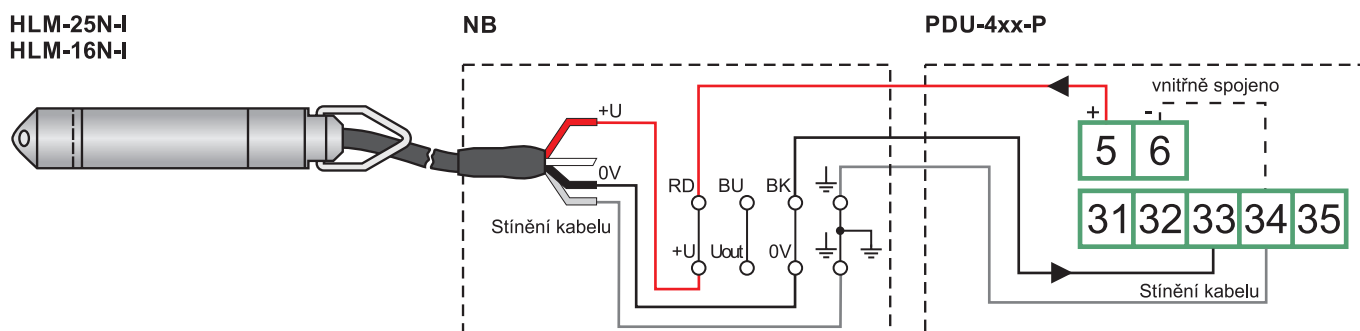 HLM-25N-I
HLM-16N-I
NB
PDU-4xx-P
vnitřně spojeno
+ -
5 6
+U
0V
Stínění kabelu
RD BU BK
+U Uout 0V
31 32 33 34 35
Stínění kabelu